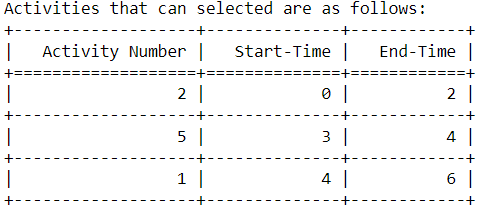 Activities that can selected are as follows:
+-------------------+--------------+------------+
|   Activity Number |   Start-Time |   End-Time |
+===================+==============+============+
|                 2 |            0 |          2 |
+-------------------+--------------+------------+
|                 5 |            3 |          4 |
+-------------------+--------------+------------+
|                 1 |            4 |          6 |
+-------------------+--------------+------------+